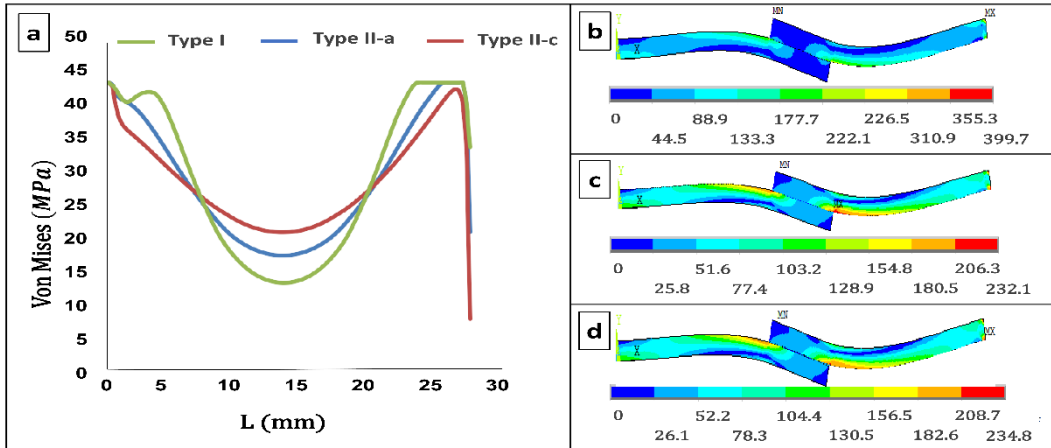 a
Type I
Type II-a
Type II-c
50
45
40
35
30
25
20
15
10
5
0
Von Mises (MPa)
0
5
10
15
20
25
30
L (mm)
b
MN
MX
Y
X
0
88.9
177.7
226.5
355.3
44.5
133.3
222.1
310.9
399.7
c
MN
MX
Y
X
0
51.6
103.2
154.8
206.3
25.8
77.4
128.9
180.5
232.1
d
MN
MX
Y
X
0
52.2
104.4
156.5
208.7
26.1
78.3
130.5
182.6
234.8